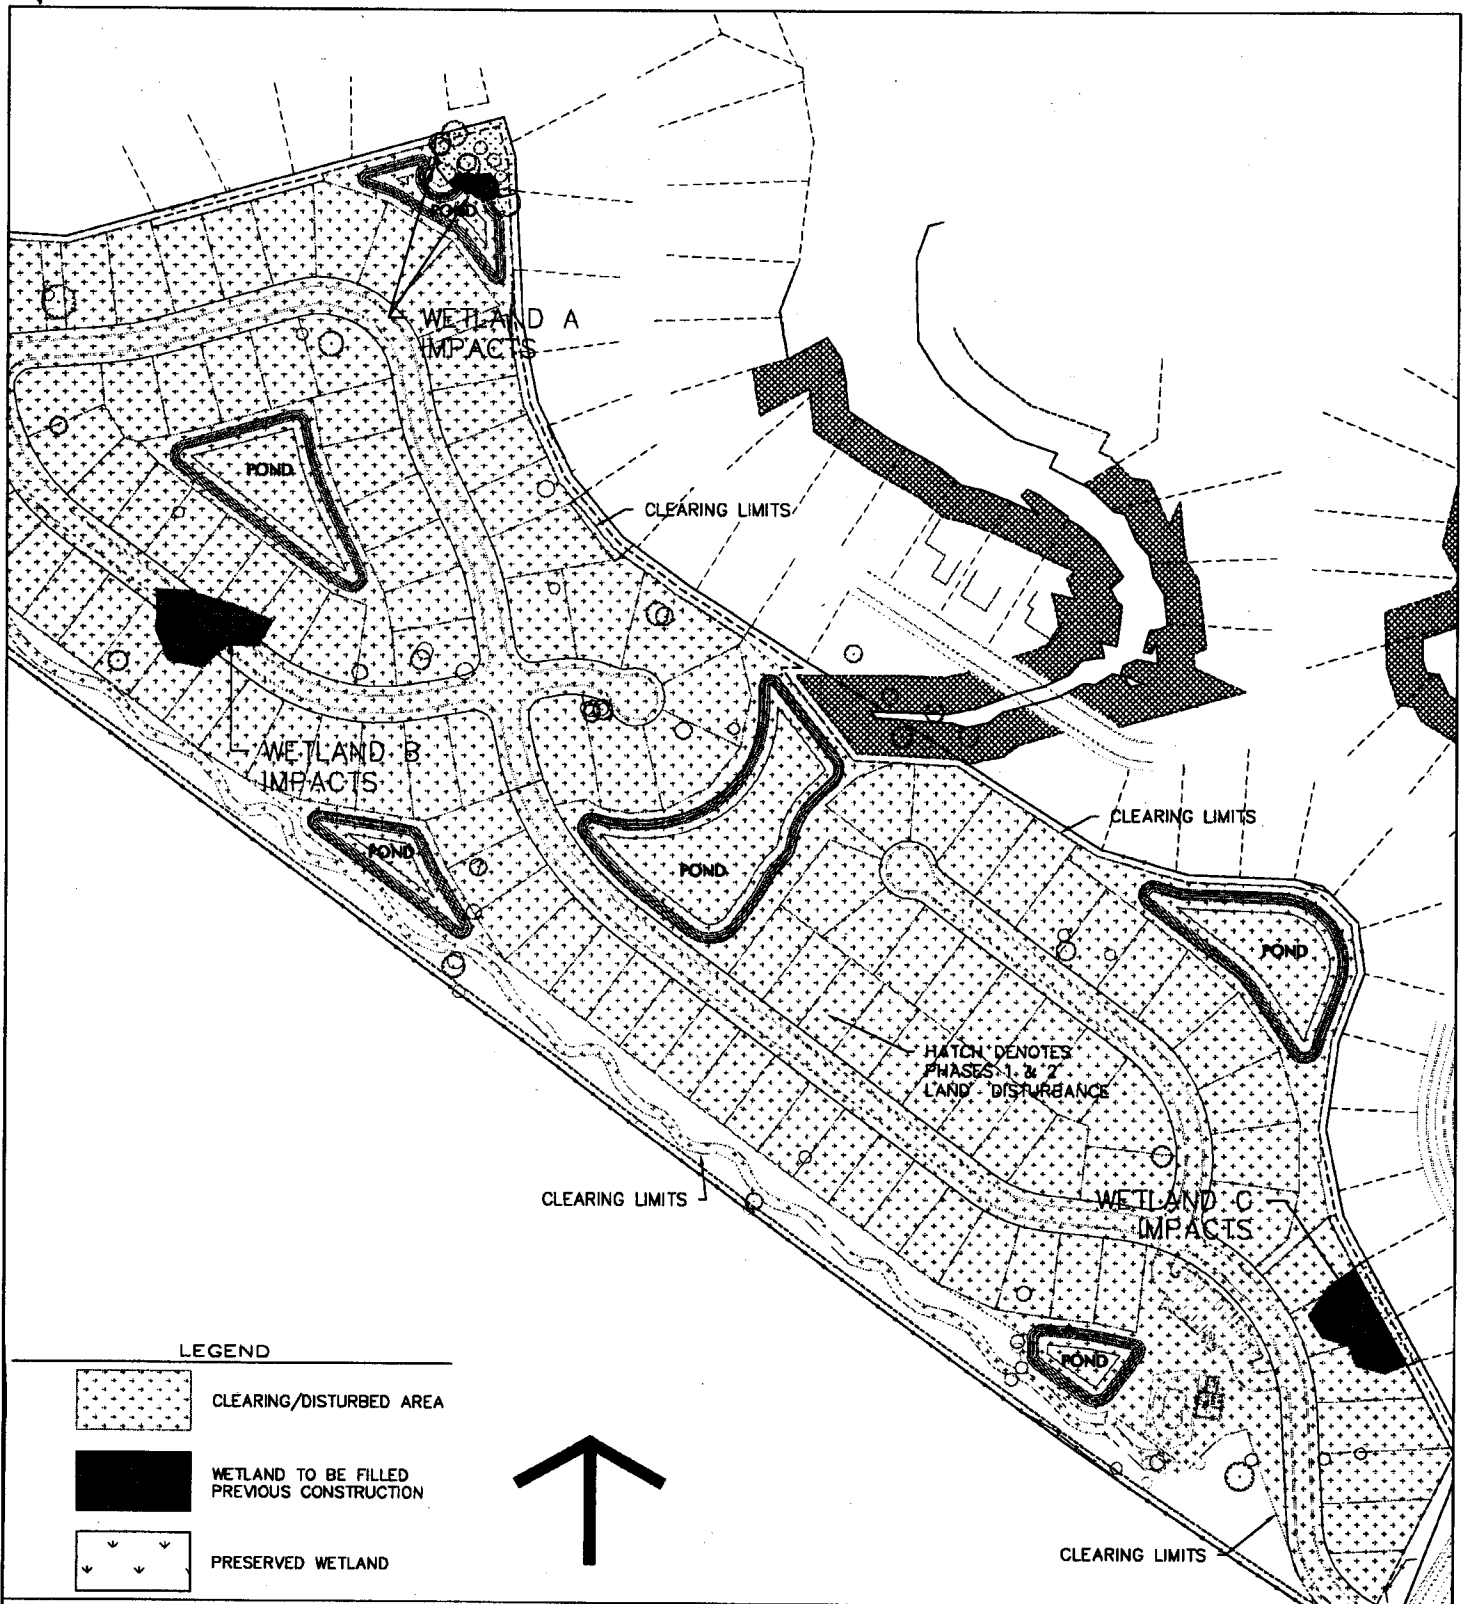 POND
WETLAND A
IMPACTS
POND
CLEARING LIMITS
WETLAND B
IMPACTS
CLEARING LIMITS
POND
POND
POND
HATCH DENOTES
PHASES 1 & 2
LAND DISTURBANCE
CLEARING LIMITS
WETLAND C
IMPACTS
POND
CLEARING LIMITS
LEGEND
CLEARING/DISTURBED AREA
WETLAND TO BE FILLED
PREVIOUS CONSTRUCTION
PRESERVED WETLAND